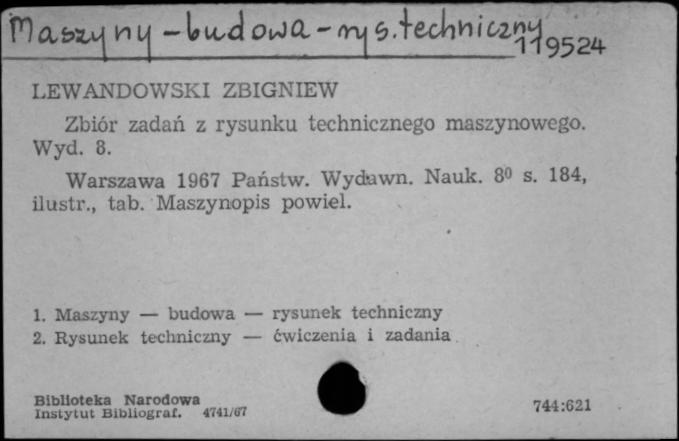 Maszyny - budowa - rys. techniczny
119524
LEWANDOWSKI ZBIGNIEW
Zbiór zadań z rysunku technicznego maszynowego.
Wyd. 8.
Warszawa 1967 Państw. Wydawn. Nauk. 8⁰ s. 184,
ilustr., tab. Maszynopis powiel.
1. Maszyny — budowa — rysunek techniczny
2. Rysunek techniczny — ćwiczenia i zadania
Biblioteka Narodowa
Instytut Bibliograf. 4741/67
744:621